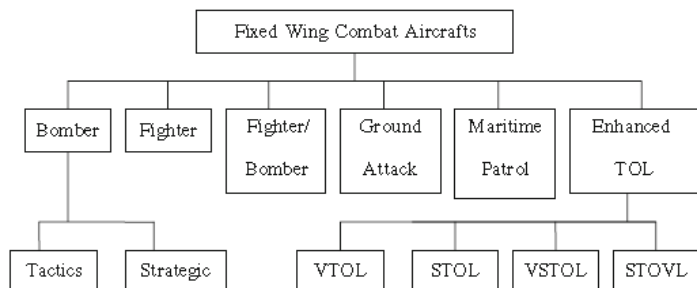 Fixed Wing Combat Aircrafts
Bomber
Fighter
Fighter/
Bomber
Ground
Attack
Maritime
Patrol
Enhanced
TOL
Tactics
Strategic
VTOL
STOL
VSTOL
STOVL